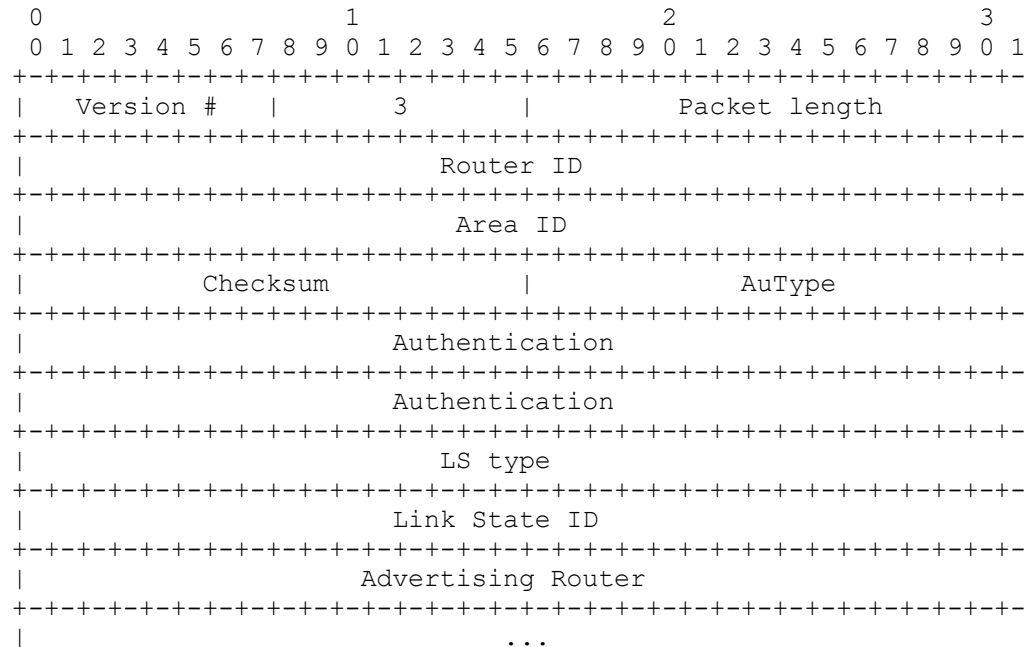 0                   1                   2                   3
 0 1 2 3 4 5 6 7 8 9 0 1 2 3 4 5 6 7 8 9 0 1 2 3 4 5 6 7 8 9 0 1
+-+-+-+-+-+-+-+-+-+-+-+-+-+-+-+-+-+-+-+-+-+-+-+-+-+-+-+-+-+-+-+-
|   Version #   |       3       |         Packet length
+-+-+-+-+-+-+-+-+-+-+-+-+-+-+-+-+-+-+-+-+-+-+-+-+-+-+-+-+-+-+-+-
|                          Router ID
+-+-+-+-+-+-+-+-+-+-+-+-+-+-+-+-+-+-+-+-+-+-+-+-+-+-+-+-+-+-+-+-
|                           Area ID
+-+-+-+-+-+-+-+-+-+-+-+-+-+-+-+-+-+-+-+-+-+-+-+-+-+-+-+-+-+-+-+-
|           Checksum            |             AuType
+-+-+-+-+-+-+-+-+-+-+-+-+-+-+-+-+-+-+-+-+-+-+-+-+-+-+-+-+-+-+-+-
|                       Authentication
+-+-+-+-+-+-+-+-+-+-+-+-+-+-+-+-+-+-+-+-+-+-+-+-+-+-+-+-+-+-+-+-
|                       Authentication
+-+-+-+-+-+-+-+-+-+-+-+-+-+-+-+-+-+-+-+-+-+-+-+-+-+-+-+-+-+-+-+-
|                          LS type
+-+-+-+-+-+-+-+-+-+-+-+-+-+-+-+-+-+-+-+-+-+-+-+-+-+-+-+-+-+-+-+-
|                       Link State ID
+-+-+-+-+-+-+-+-+-+-+-+-+-+-+-+-+-+-+-+-+-+-+-+-+-+-+-+-+-+-+-+-
|                     Advertising Router
+-+-+-+-+-+-+-+-+-+-+-+-+-+-+-+-+-+-+-+-+-+-+-+-+-+-+-+-+-+-+-+-
|                              ...